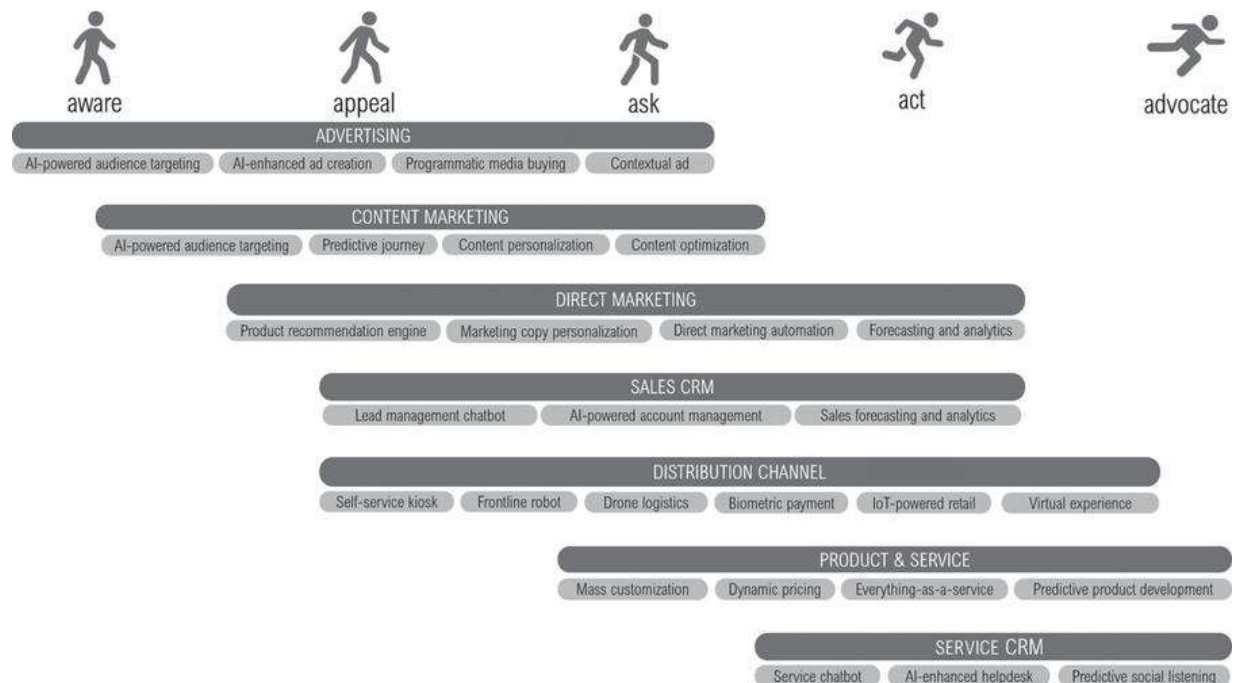 aware appeal ask act advocate
ADVERTISING
AI-powered audience targeting AI-enhanced ad creation Programmatic media buying Contextual ad
CONTENT MARKETING
AI-powered audience targeting Predictive journey Content personalization Content optimization
DIRECT MARKETING
Product recommendation engine Marketing copy personalization Direct marketing automation Forecasting and analytics
SALES CRM
Lead management chatbot AI-powered account management Sales forecasting and analytics
DISTRIBUTION CHANNEL
Self-service kiosk Frontline robot Drone logistics Biometric payment IoT-powered retail Virtual experience
PRODUCT & SERVICE
Mass customization Dynamic pricing Everything-as-a-service Predictive product development
SERVICE CRM
Service chatbot AI-enhanced helpdesk Predictive social listening